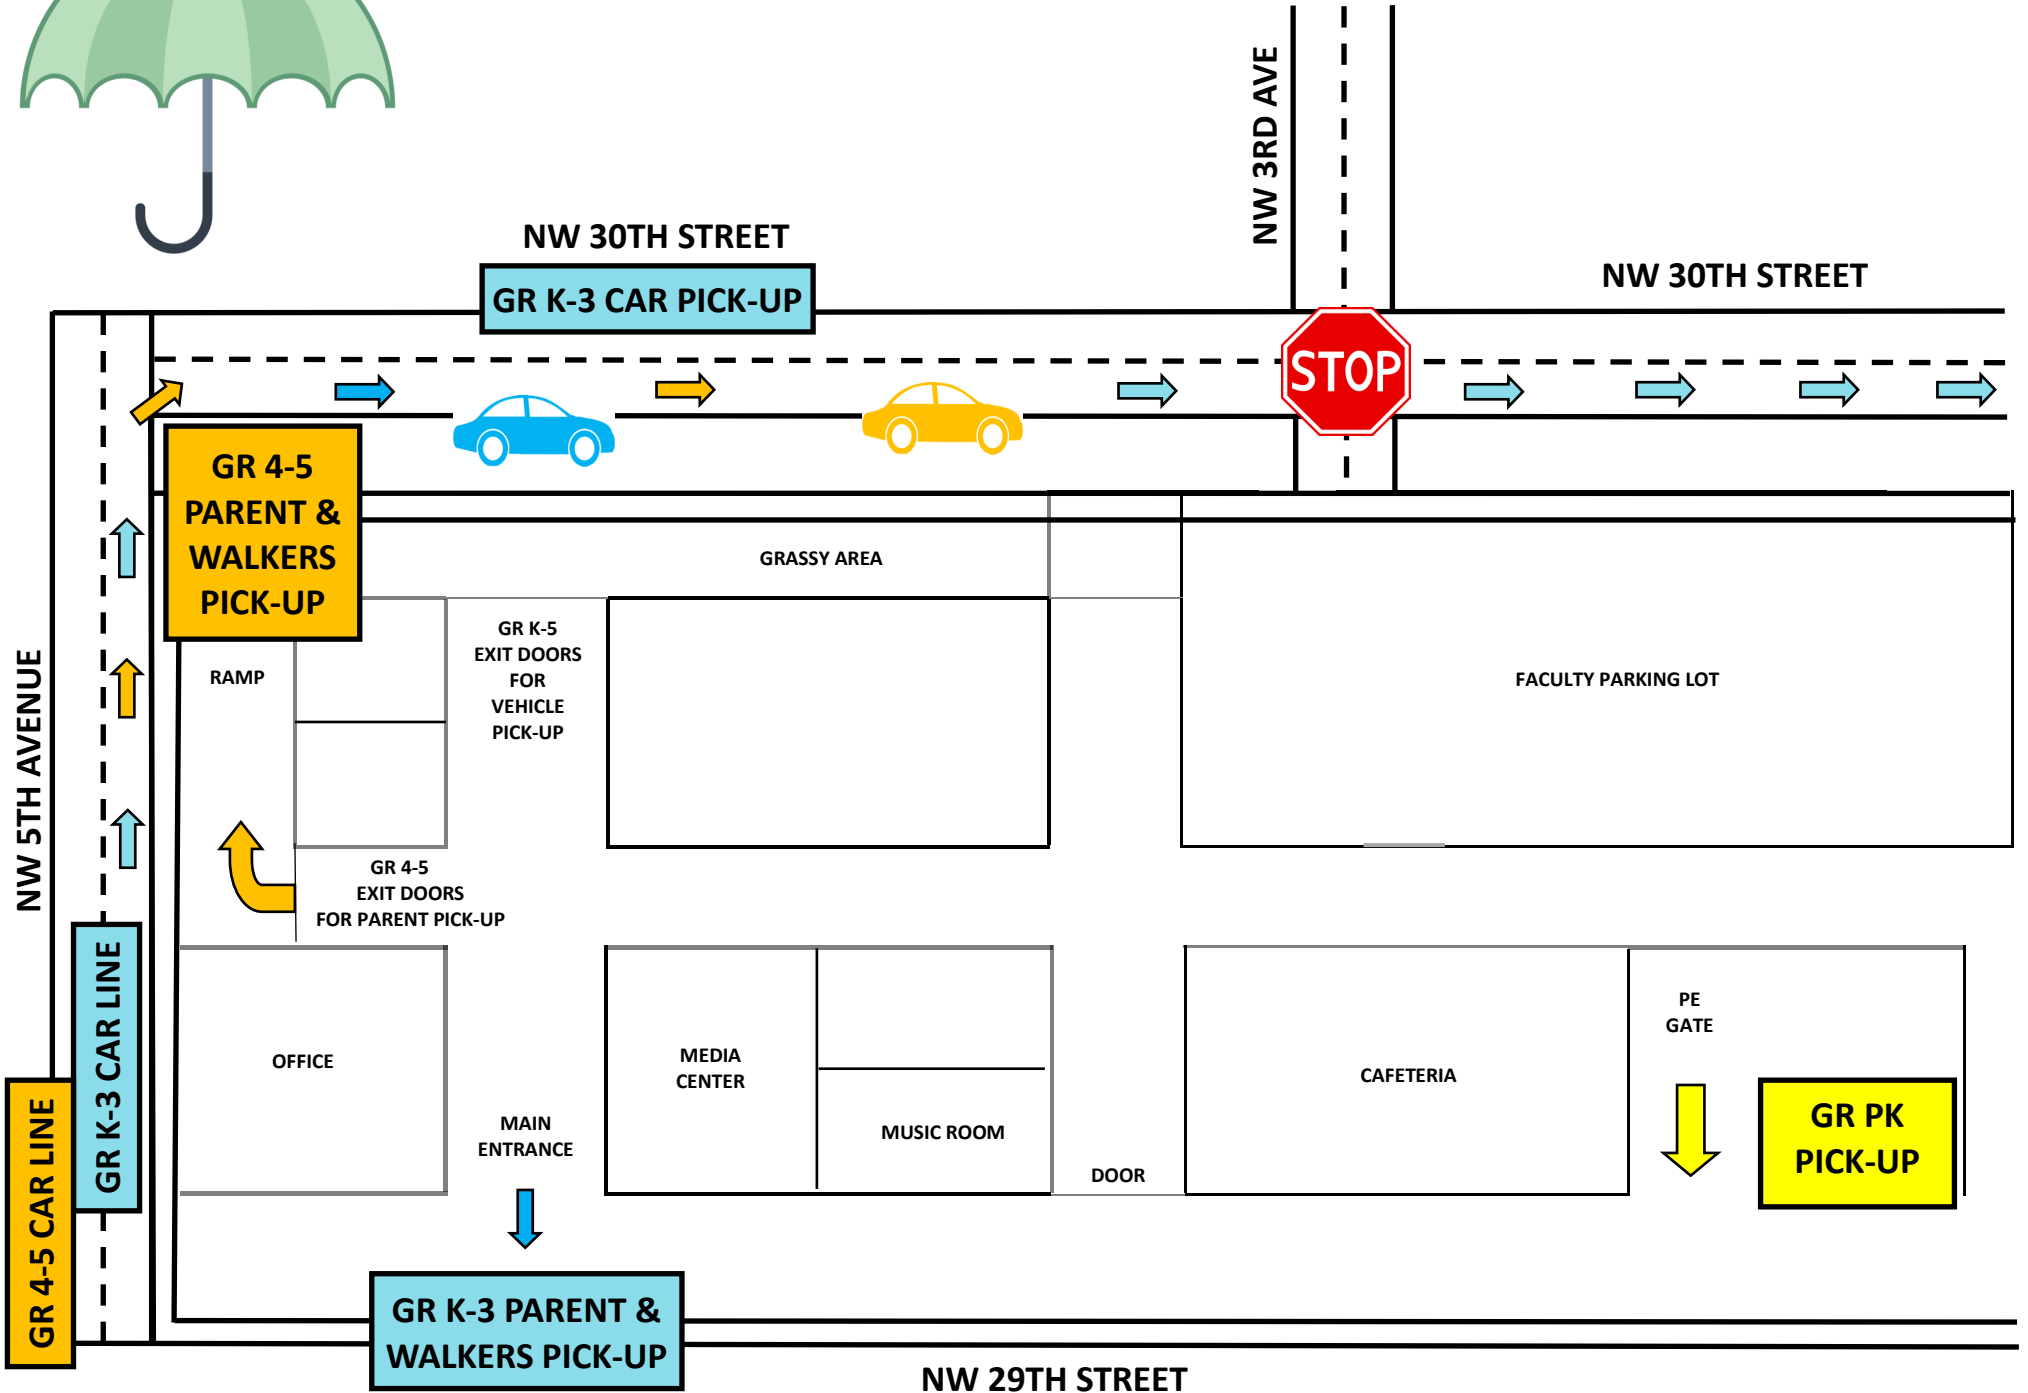 NW 3RD AVE
NW 30TH STREET
GR K-3 CAR PICK-UP
NW 30TH STREET
STOP
GR 4-5
PARENT &
WALKERS
PICK-UP
GRASSY AREA
GR K-5
EXIT DOORS
FOR
VEHICLE
PICK-UP
RAMP
FACULTY PARKING LOT
NW 5TH AVENUE
GR 4-5
EXIT DOORS
FOR PARENT PICK-UP
GR K-3 CAR LINE
GR 4-5 CAR LINE
OFFICE
MAIN
ENTRANCE
MEDIA
CENTER
MUSIC ROOM
DOOR
CAFETERIA
PE
GATE
GR PK
PICK-UP
GR K-3 PARENT &
WALKERS PICK-UP
NW 29TH STREET